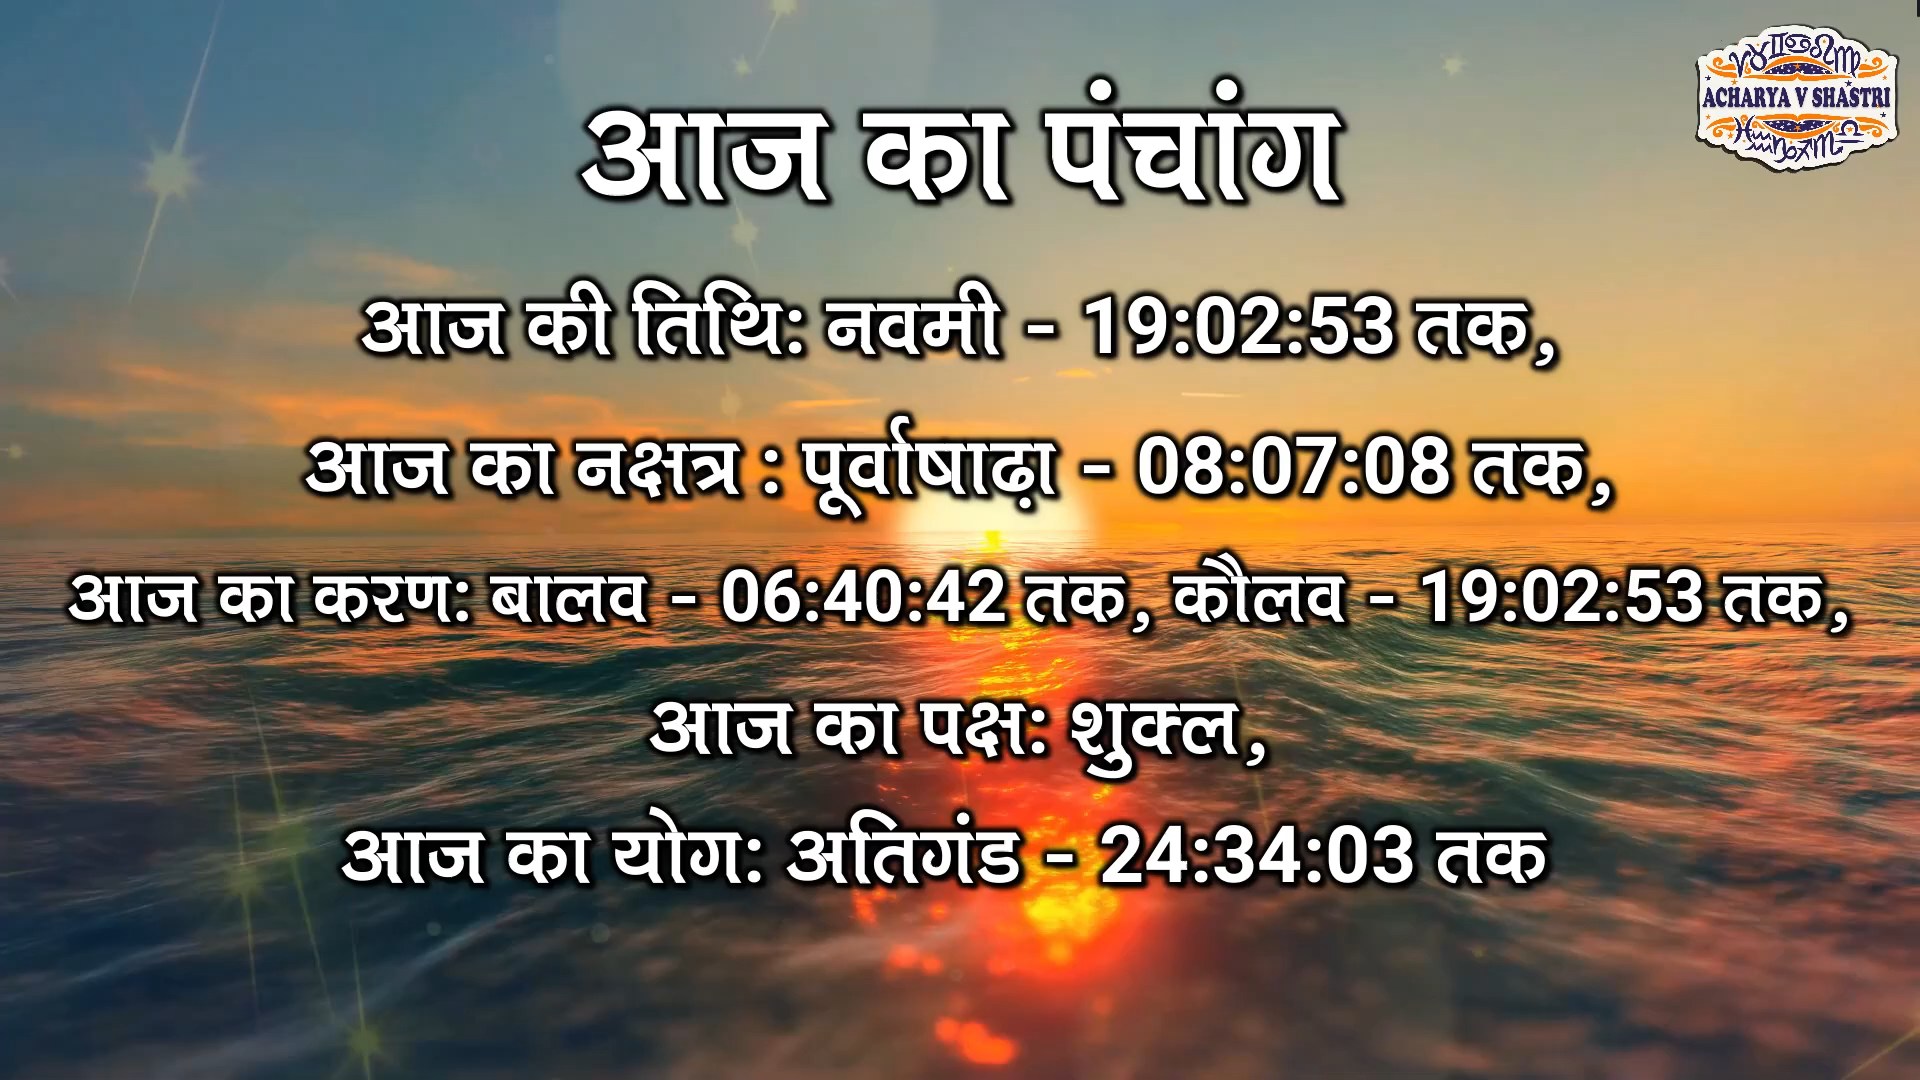 ACHARYA V SHASTRI
आज का पंचांग
आज की तिथि: नवमी - 19:02:53 तक,
आज का नक्षत्र : पूर्वाषाढ़ा - 08:07:08 तक,
आज का करण: बालव - 06:40:42 तक, कौलव - 19:02:53 तक,
आज का पक्ष: शुक्ल,
आज का योग: अतिगंड - 24:34:03 तक